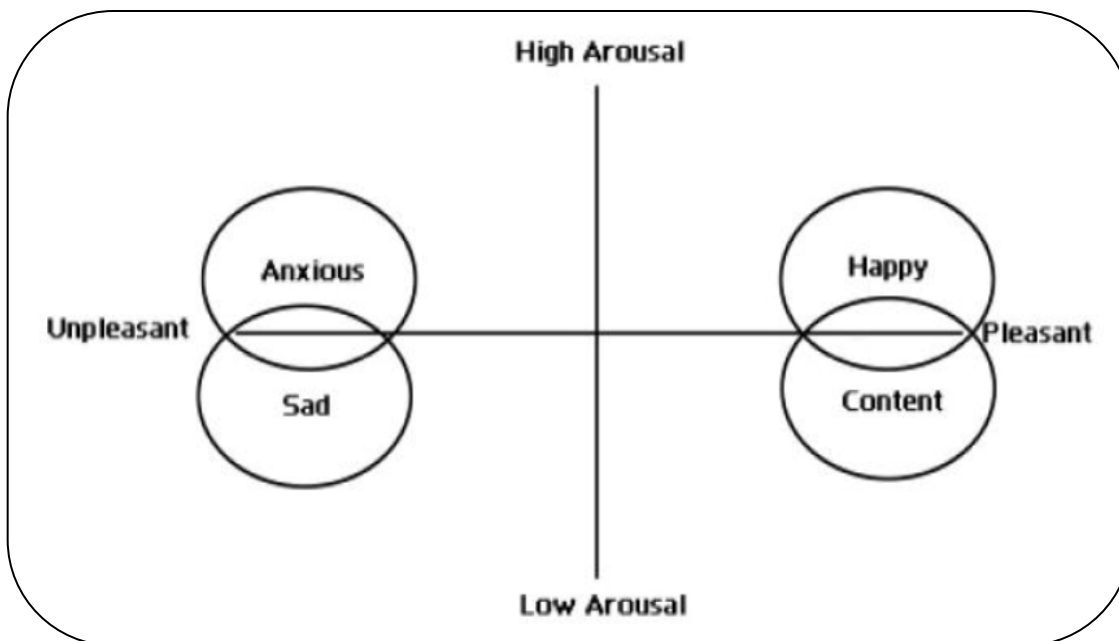 High Arousal
Anxious
Happy
Unpleasant
Pleasant
Sad
Content
Low Arousal